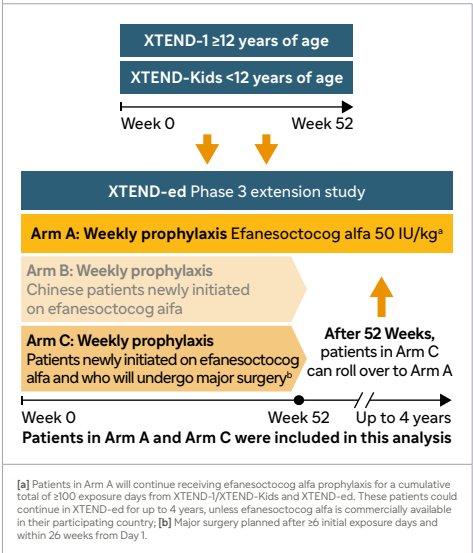 XTEND-1 ≥12 years of age
XTEND-Kids <12 years of age
Week 0 Week 52
XTEND-ed Phase 3 extension study
Arm A: Weekly prophylaxis Efanesoctocog alfa 50 IU/kgᵃ
Arm B: Weekly prophylaxis
Chinese patients newly initiated
on efanesoctocog aifa
Arm C: Weekly prophylaxis
Patients newly initiated on efanesoctocog
alfa and who will undergo major surgeryᵇ
After 52 Weeks,
patients in Arm C
can roll over to Arm A
Week 0 Week 52 Up to 4 years
Patients in Arm A and Arm C were included in this analysis
[a] Patients in Arm A will continue receiving efanesoctocog alfa prophylaxis for a cumulative
total of ≥100 exposure days from XTEND-1/XTEND-Kids and XTEND-ed. These patients could
continue in XTEND-ed for up to 4 years, unless efanesoctocog alfa is commercially available
in their participating country; [b] Major surgery planned after ≥6 initial exposure days and
within 26 weeks from Day 1.